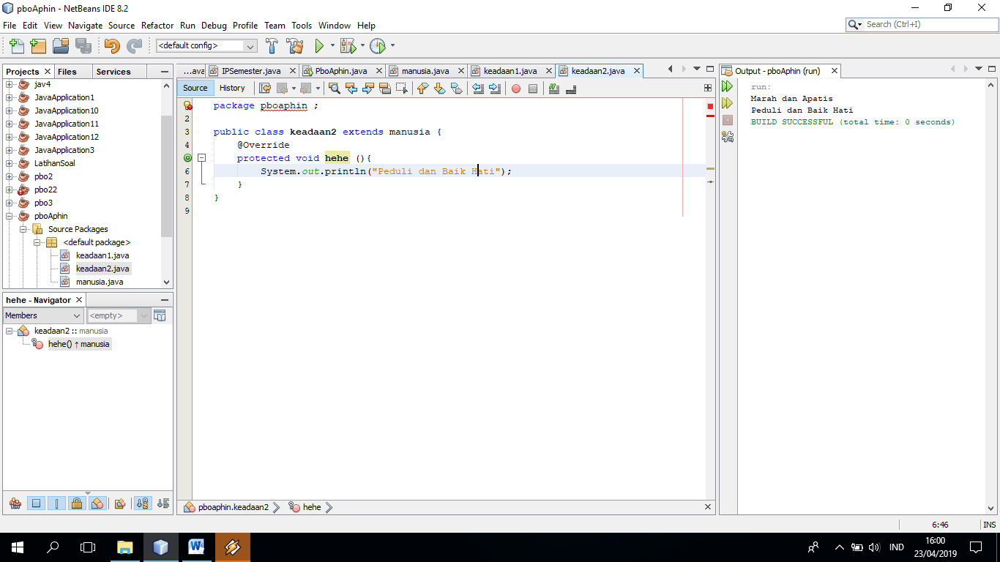 pboAphin - NetBeans IDE 8.2
File Edit View Navigate Source Refactor Run Debug Profile Team Tools Window Help
Search (Ctrl+I)
<default config>
Projects Files Services
jav4
JavaApplication1
JavaApplication10
JavaApplication11
JavaApplication12
JavaApplication3
LatihanSoal
pbo2
pbo22
pbo3
pboAphin
Source Packages
<default package>
keadaan1.java
keadaan2.java
manusia.java
hehe - Navigator
Members <empty>
keadaan2 :: manusia
hehe() ↑ manusia
...ava IPSemester.java PboAphin.java manusia.java keadaan1.java keadaan2.java
Source History
package pboaphin ;
2
3 public class keadaan2 extends manusia {
4 @Override
protected void hehe (){
6 System.out.println("Peduli dan Baik Hati");
7 }
8 }
9
pboaphin.keadaan2 hehe
Output - pboAphin (run)
run:
Marah dan Apatis
Peduli dan Baik Hati
BUILD SUCCESSFUL (total time: 0 seconds)
6:46 INS
IND
16:00
23/04/2019